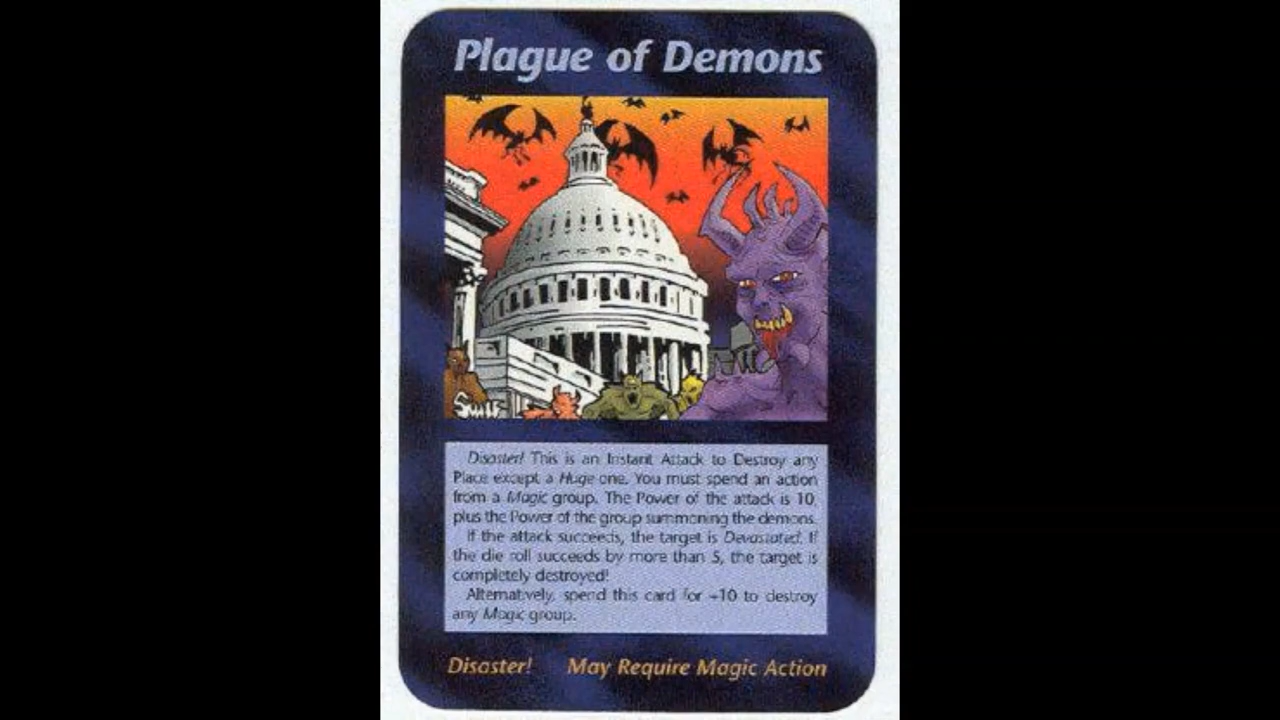 Plague of Demons
Disaster! This is an Instant Attack to Destroy any
Place except a Huge one. You must spend an action
from a Magic group. The Power of the attack is 10,
plus the Power of the group summoning the demons.
If the attack succeeds, the target is Devastated. If
the die roll succeeds by more than 5, the target is
completely destroyed!
Alternatively, spend this card for +10 to destroy
any Magic group.
Disaster! May Require Magic Action